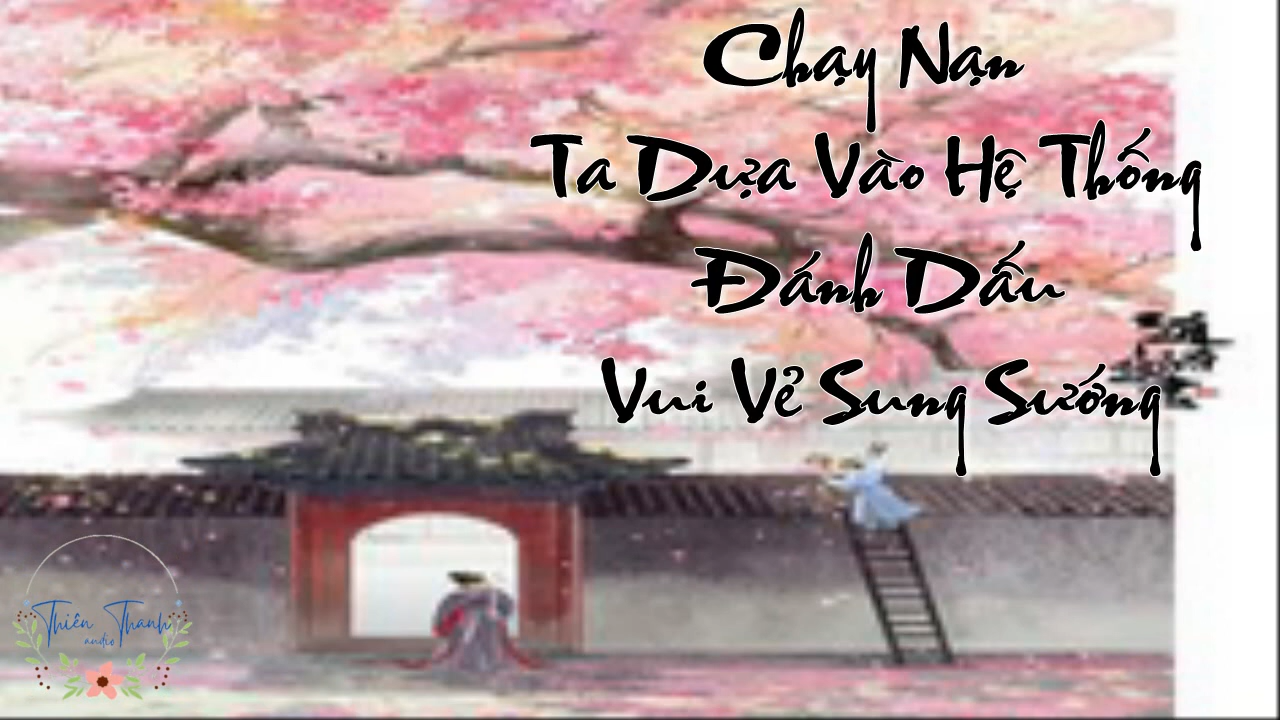 Chạy Nạn
Ta Dựa Vào Hệ Thống
Đánh Dấu
Vui Vẻ Sung Sướng
Thiên Thanh
audio